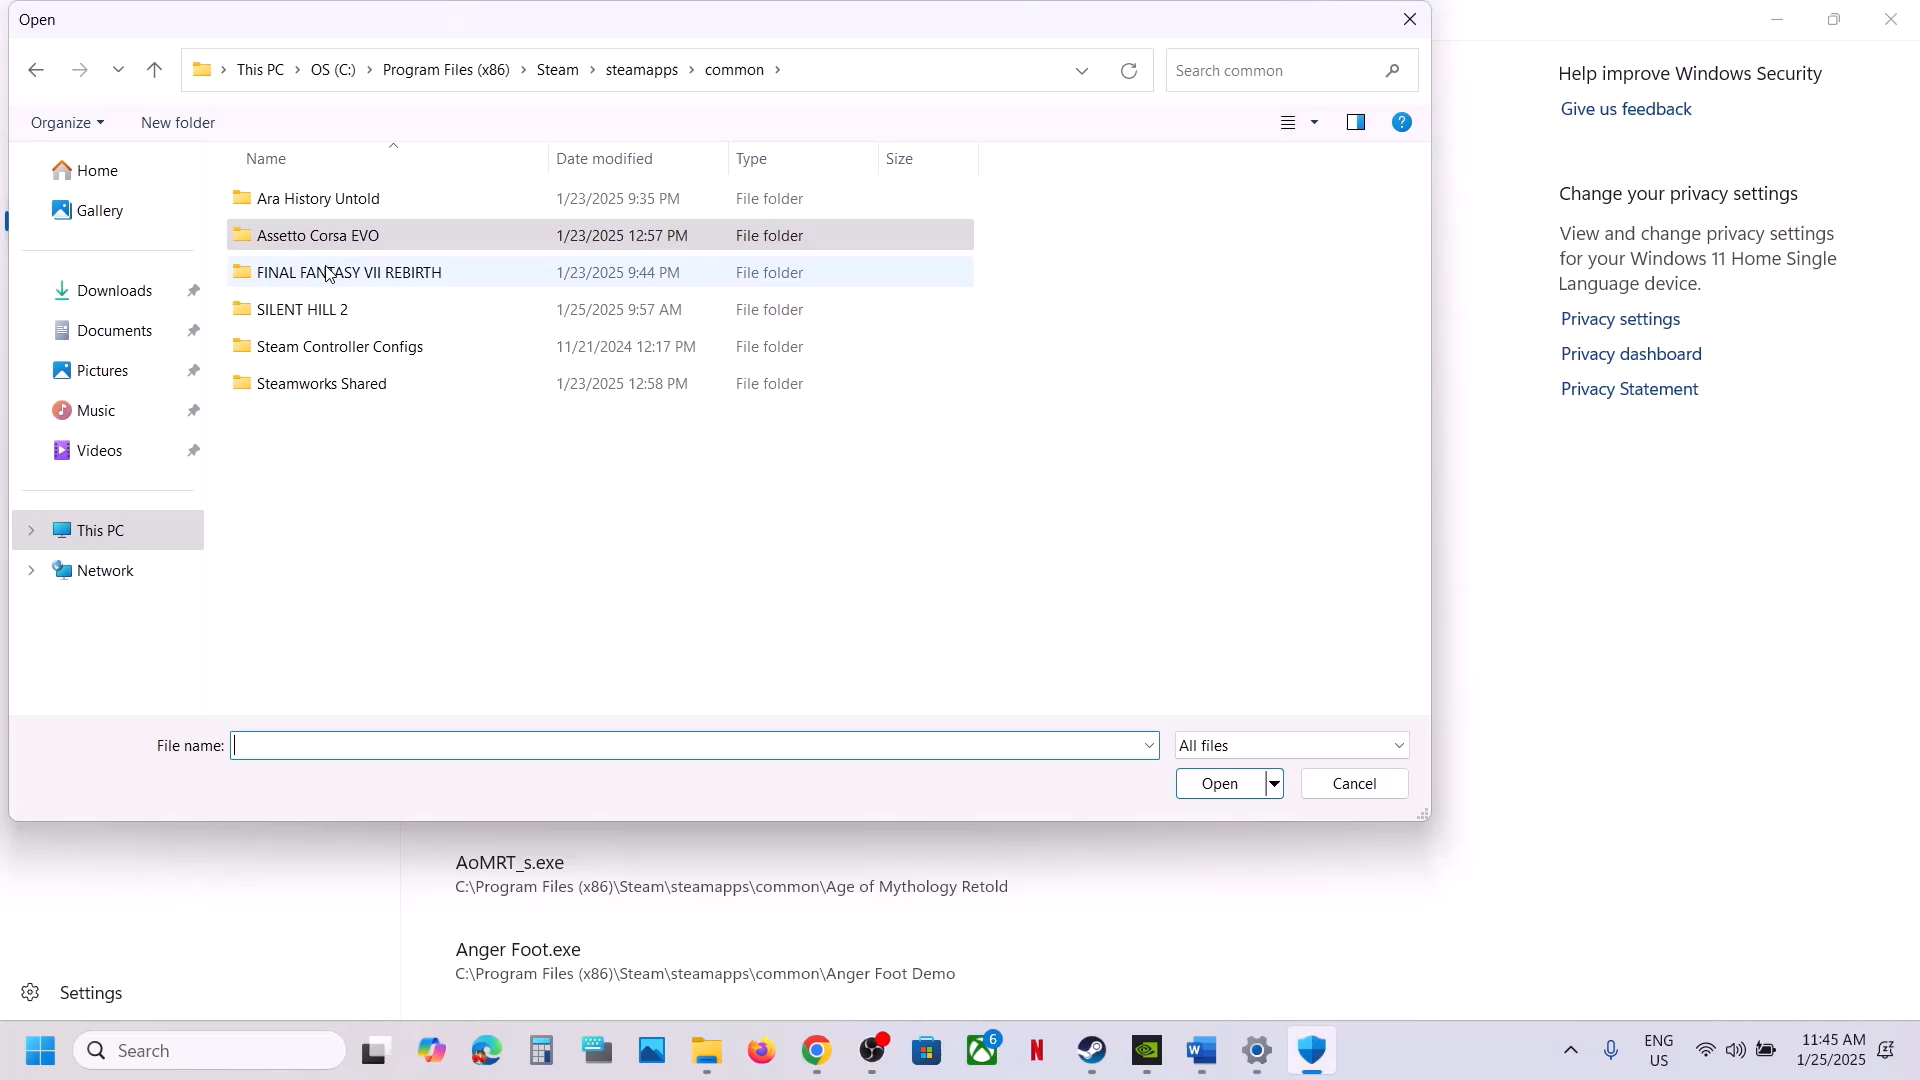 Open
This PC > OS (C:) > Program Files (x86) > Steam > steamapps > common >
Search common
Organize
New folder
Name Date modified Type Size
Home
Gallery
Downloads
Documents
Pictures
Music
Videos
This PC
Network
Ara History Untold 1/23/2025 9:35 PM File folder
Assetto Corsa EVO 1/23/2025 12:57 PM File folder
FINAL FANTASY VII REBIRTH 1/23/2025 9:44 PM File folder
SILENT HILL 2 1/25/2025 9:57 AM File folder
Steam Controller Configs 11/21/2024 12:17 PM File folder
Steamworks Shared 1/23/2025 12:58 PM File folder
File name:
All files
Open
Cancel
Help improve Windows Security
Give us feedback
Change your privacy settings
View and change privacy settings
for your Windows 11 Home Single
Language device.
Privacy settings
Privacy dashboard
Privacy Statement
AoMRT_s.exe
C:\Program Files (x86)\Steam\steamapps\common\Age of Mythology Retold
Anger Foot.exe
C:\Program Files (x86)\Steam\steamapps\common\Anger Foot Demo
Settings
Search
6
ENG
US
11:45 AM
1/25/2025